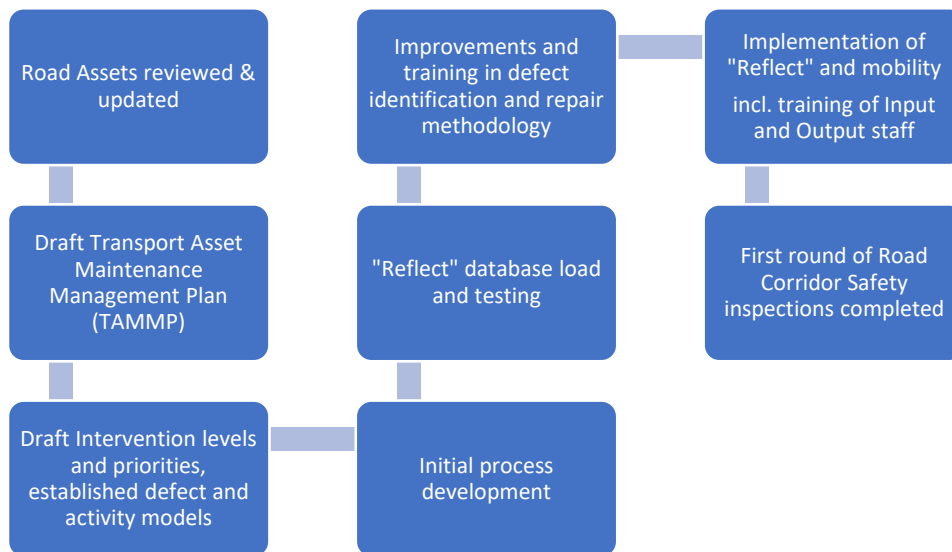 Road Assets reviewed &
updated
Draft Transport Asset
Maintenance
Management Plan
(TAMMP)
Draft Intervention levels
and priorities,
established defect and
activity models
Initial process
development
"Reflect" database load
and testing
Improvements and
training in defect
identification and repair
methodology
Implementation of
"Reflect" and mobility
incl. training of Input
and Output staff
First round of Road
Corridor Safety
inspections completed